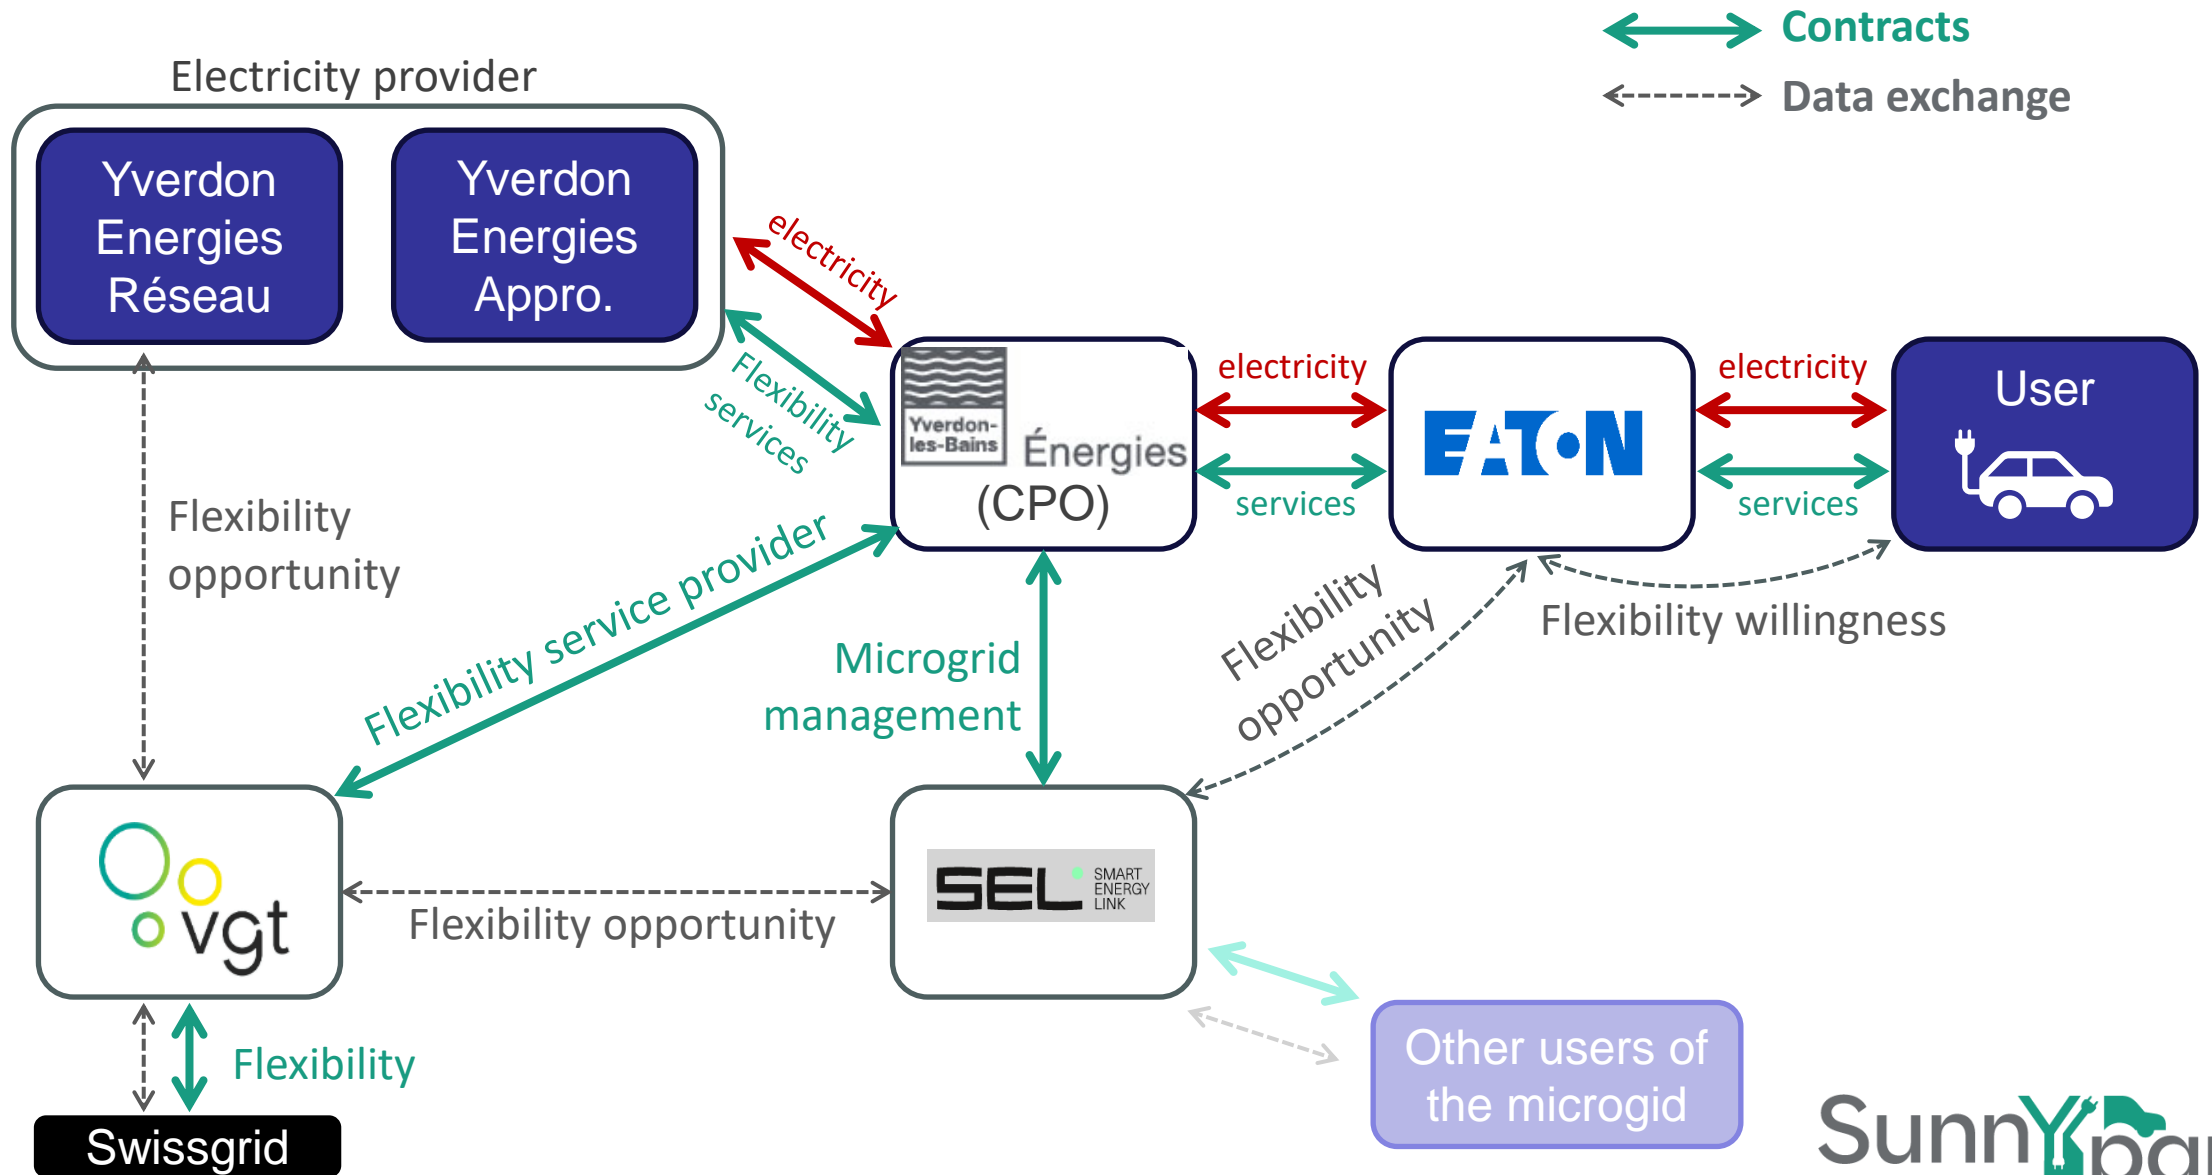 Contracts
Data exchange
Electricity provider
Yverdon
Energies
Réseau
Yverdon
Energies
Appro.
electricity
Flexibility
services
Yverdon-
les-Bains
Énergies
(CPO)
electricity
services
EATON
electricity
services
User
Flexibility
opportunity
Flexibility service provider
Microgrid
management
Flexibility
opportunity
Flexibility willingness
vgt
Flexibility opportunity
SEL
SMART
ENERGY
LINK
Flexibility
Swissgrid
Other users of
the microgid
SunnY